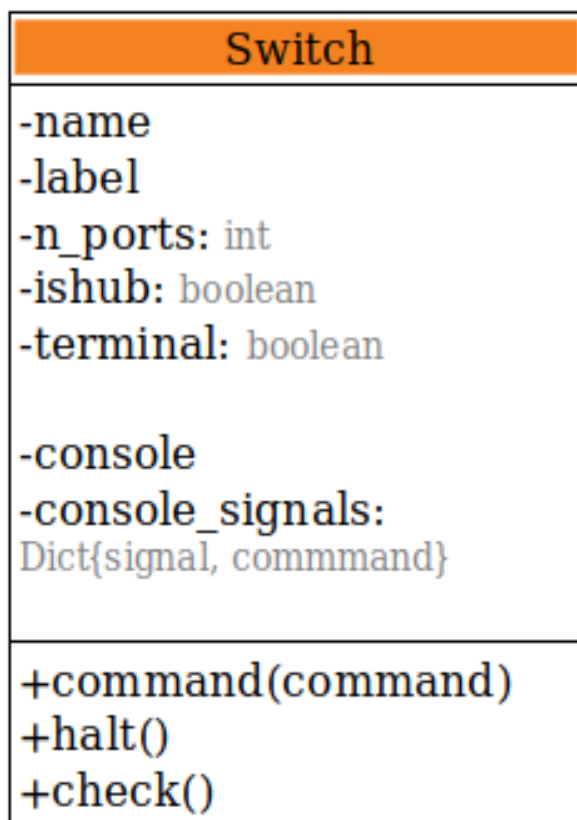 Switch
-name
-label
-n_ports: int
-ishub: boolean
-terminal: boolean
-console
-console_signals:
Dict{signal, commmand}
+command(command)
+halt()
+check()